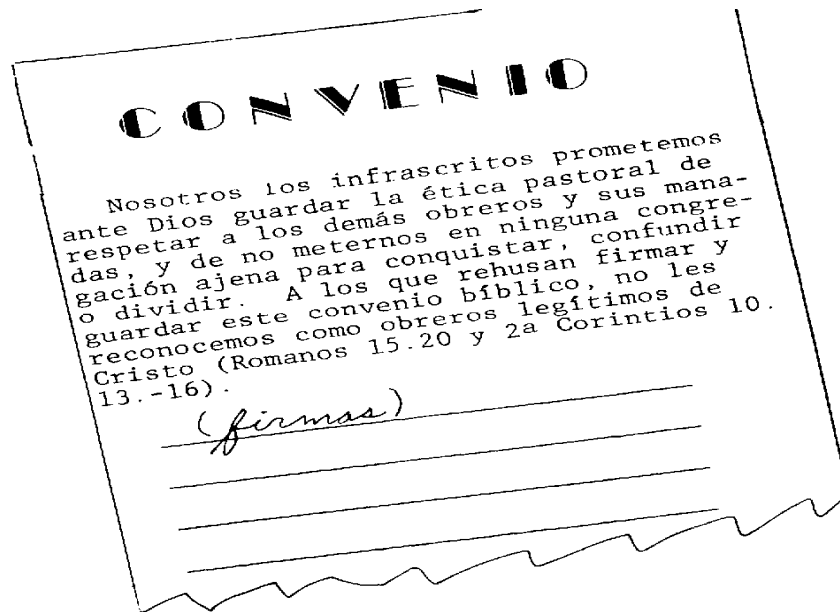 CONVENIO
Nosotros los infrascritos prometemos
ante Dios guardar la ética pastoral de
respetar a los demás obreros y sus mana-
das, y de no meternos en ninguna congre-
gación ajena para conquistar, confundir
o dividir. A los que rehusan firmar y
guardar este convenio bíblico, no les
reconocemos como obreros legítimos de
Cristo (Romanos 15.20 y 2a Corintios 10.
13.-16).
(firmas)